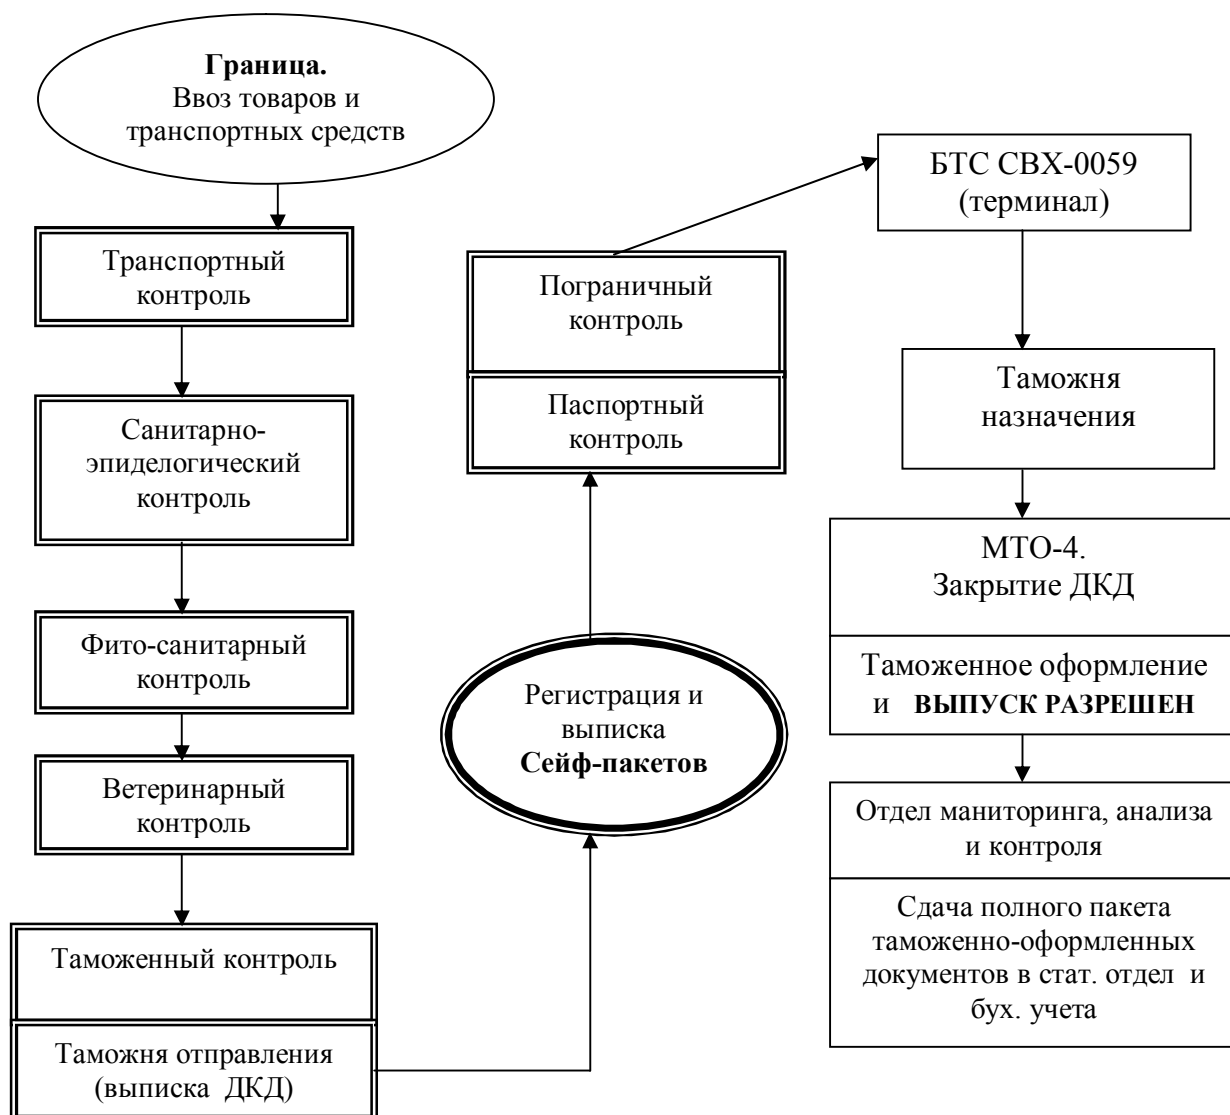 Граница.
Ввоз товаров и
транспортных средств
Транспортный
контроль
Санитарно-
эпиделогический
контроль
Фито-санитарный
контроль
Ветеринарный
контроль
Таможенный контроль
Таможня отправления
(выписка ДКД)
Регистрация и
выписка
Сейф-пакетов
Пограничный
контроль
Паспортный
контроль
БТС СВХ-0059
(терминал)
Таможня
назначения
МТО-4.
Закрытие ДКД
Таможенное оформление
и ВЫПУСК РАЗРЕШЕН
Отдел маниторинга, анализа
и контроля
Сдача полного пакета
таможенно-оформленных
документов в стат. отдел и
бух. учета